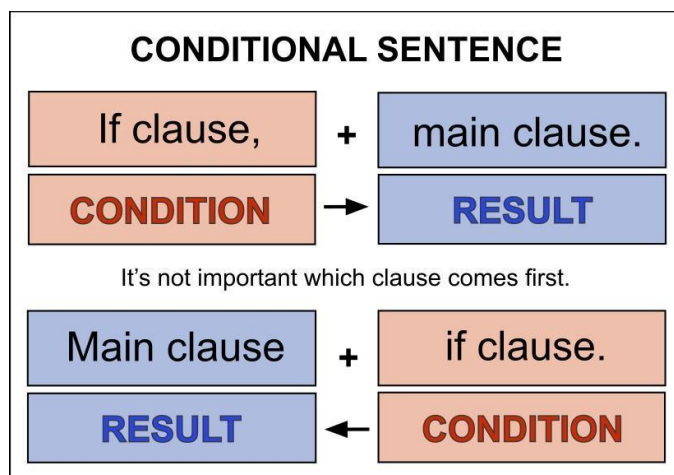 CONDITIONAL SENTENCE
If clause, + main clause.
CONDITION → RESULT
It's not important which clause comes first.
Main clause + if clause.
RESULT ← CONDITION